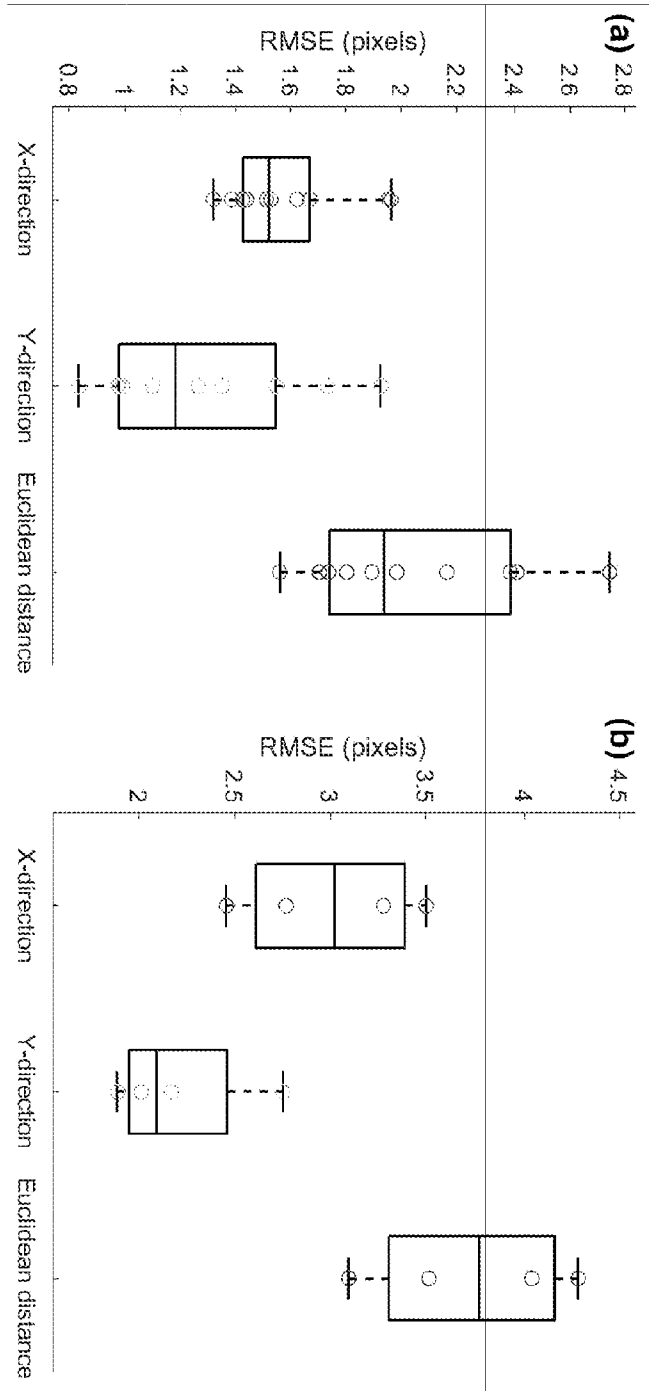 (a)
RMSE (pixels)
2.8
2.6
2.4
2.2
2
1.8
1.6
1.4
1.2
1
0.8
X-direction
Y-direction
Euclidean distance
(b)
RMSE (pixels)
4.5
4
3.5
3
2.5
2
X-direction
Y-direction
Euclidean distance